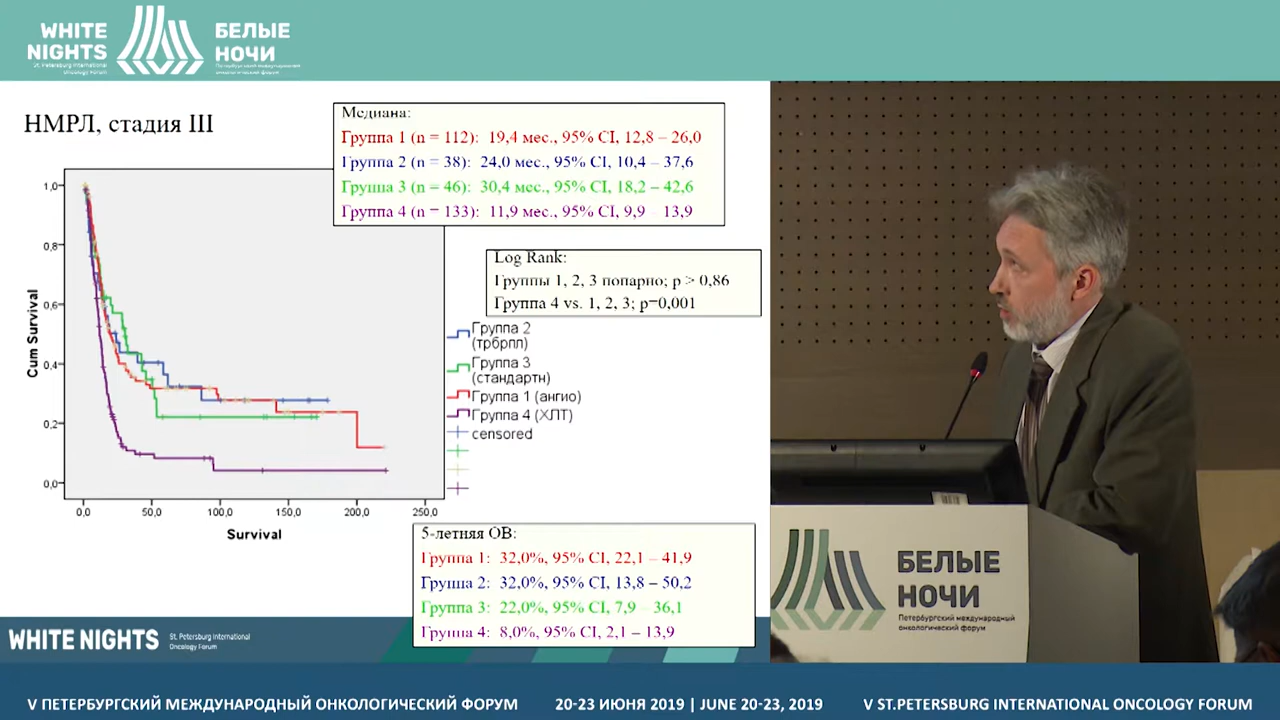 WHITE
NIGHTS
St. Petersburg International
Oncology Forum
БЕЛЫЕ
НОЧИ
Петербургский международный
онкологический форум
НМРЛ, стадия III
Медиана:
Группа 1 (n = 112): 19,4 мес., 95% CI, 12,8 – 26,0
Группа 2 (n = 38): 24,0 мес., 95% CI, 10,4 – 37,6
Группа 3 (n = 46): 30,4 мес., 95% CI, 18,2 – 42,6
Группа 4 (n = 133): 11,9 мес., 95% CI, 9,9 – 13,9
Log Rank:
Группы 1, 2, 3 попарно; p > 0,86
Группа 4 vs. 1, 2, 3; p=0,001
1,0
0,8
0,6
0,4
0,2
0,0
Cum Survival
0,0 50,0 100,0 150,0 200,0 250,0
Survival
Группа 2
(трбрпл)
Группа 3
(стандартн)
Группа 1 (ангио)
Группа 4 (ХЛТ)
censored
5-летняя ОВ:
Группа 1: 32,0%, 95% CI, 22,1 – 41,9
Группа 2: 32,0%, 95% CI, 13,8 – 50,2
Группа 3: 22,0%, 95% CI, 7,9 – 36,1
Группа 4: 8,0%, 95% CI, 2,1 – 13,9
WHITE NIGHTS
St. Petersburg International
Oncology Forum
БЕЛЫЕ
НОЧИ
Петербургский международный
онкологический форум
V ПЕТЕРБУРГСКИЙ МЕЖДУНАРОДНЫЙ ОНКОЛОГИЧЕСКИЙ ФОРУМ 20-23 ИЮНЯ 2019 | JUNE 20-23, 2019 V ST.PETERSBURG INTERNATIONAL ONCOLOGY FORUM